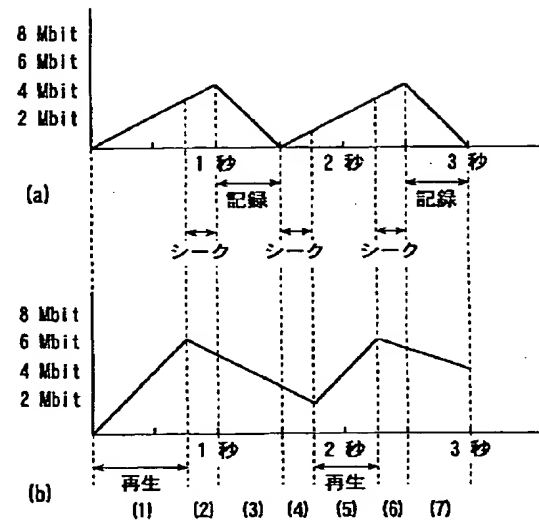 8 Mbit
6 Mbit
4 Mbit
2 Mbit
1 秒 2 秒 3 秒
(a)
記録 記録
シーク シーク シーク
8 Mbit
6 Mbit
4 Mbit
2 Mbit
1 秒 2 秒 3 秒
再生 再生
(b)
(1) (2) (3) (4) (5) (6) (7)